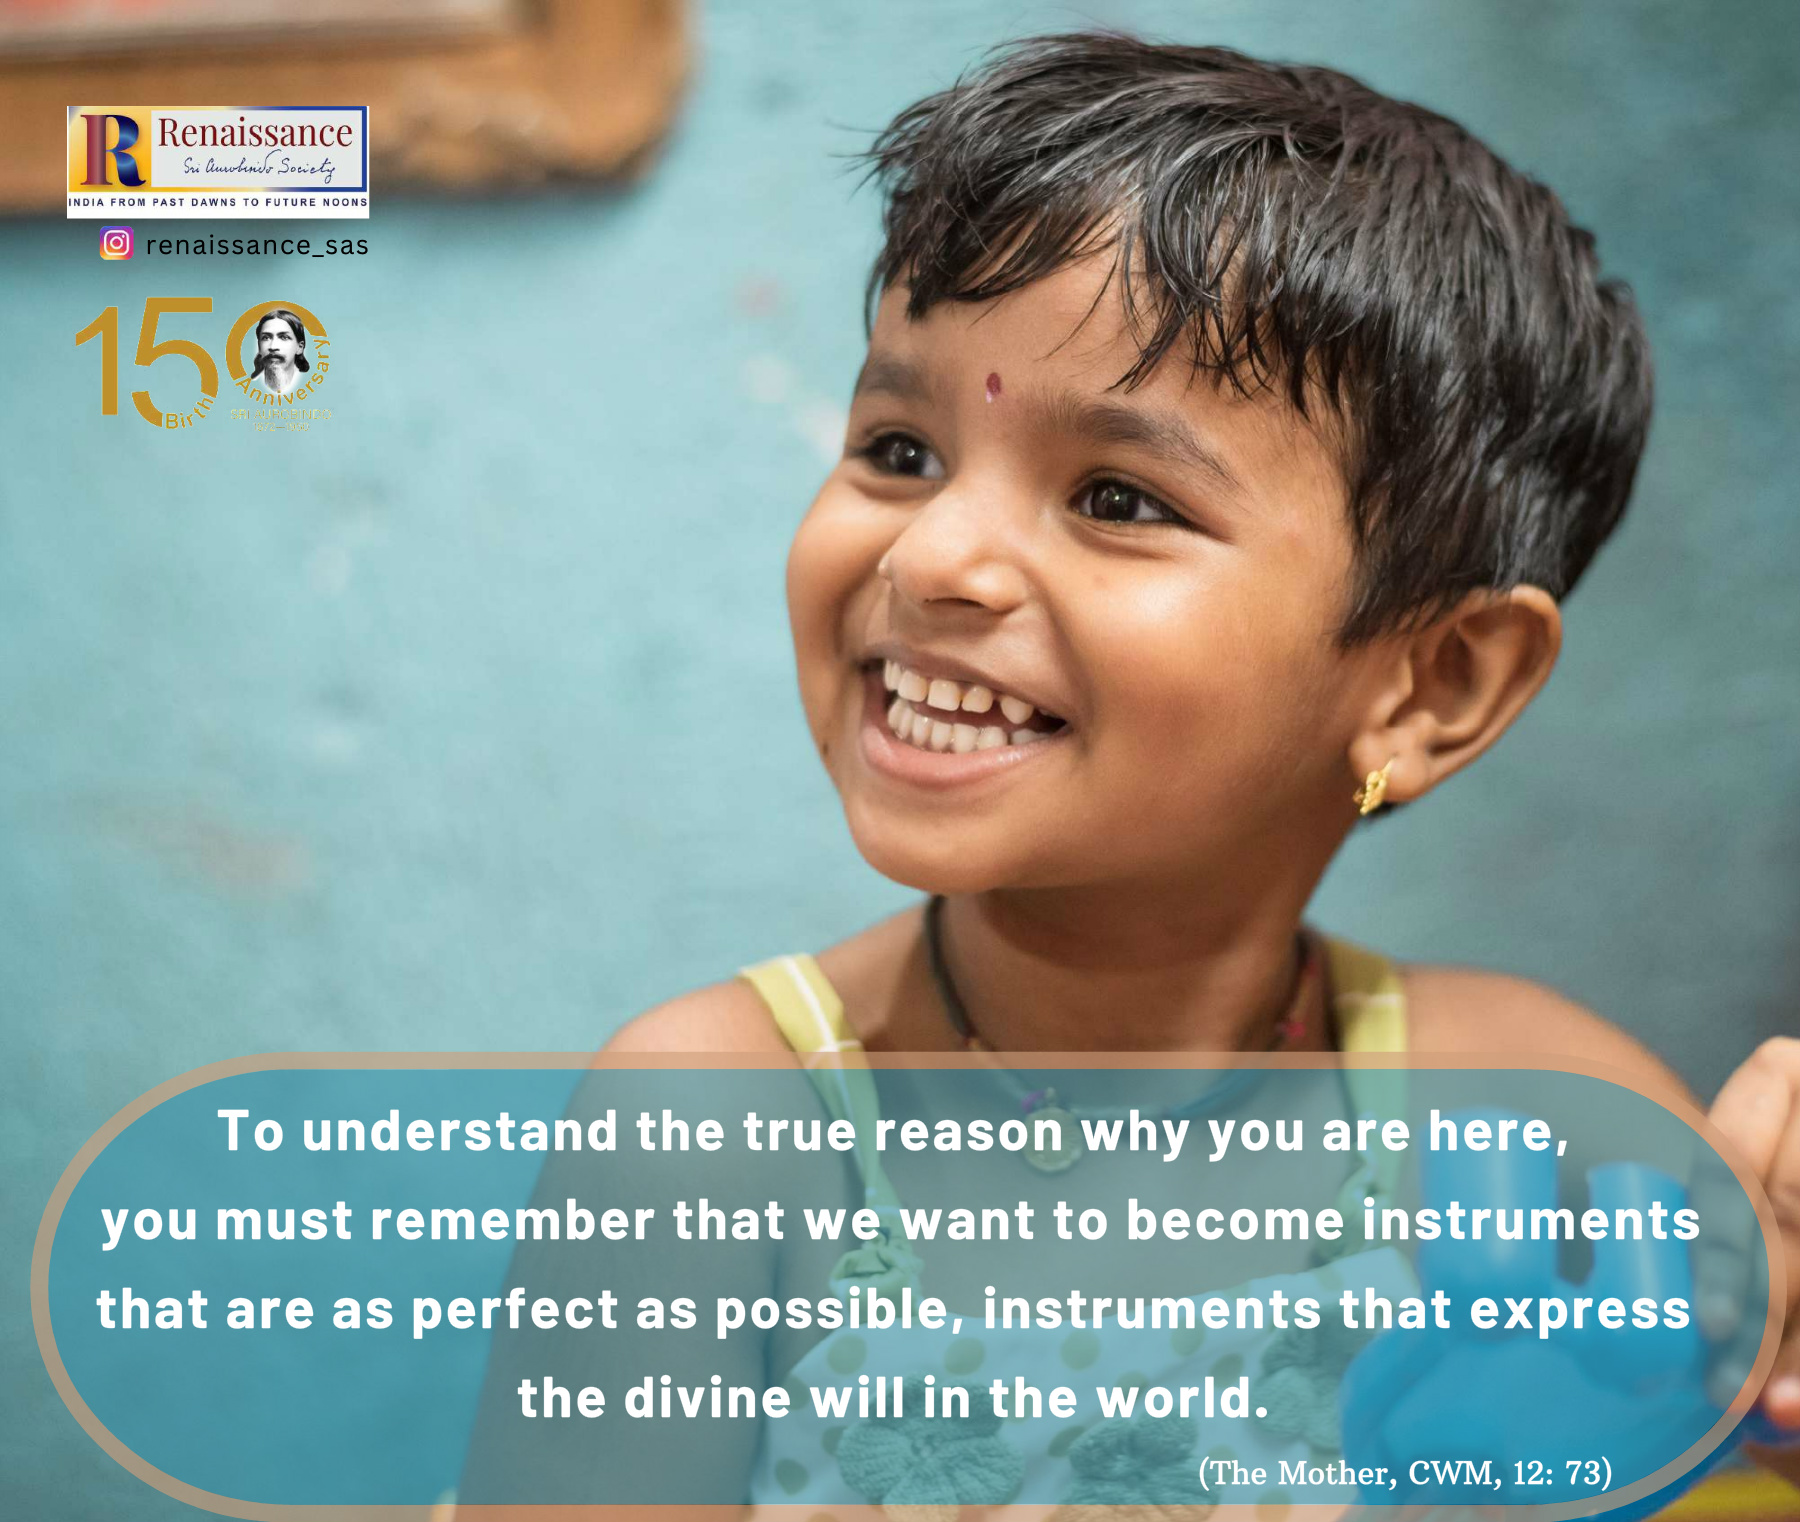 R Renaissance
Sri Aurobindo Society
INDIA FROM PAST DAWNS TO FUTURE NOONS
renaissance_sas
150
Birth Anniversary
SRI AUROBINDO
To understand the true reason why you are here,
you must remember that we want to become instruments
that are as perfect as possible, instruments that express
the divine will in the world.
(The Mother, CWM, 12: 73)